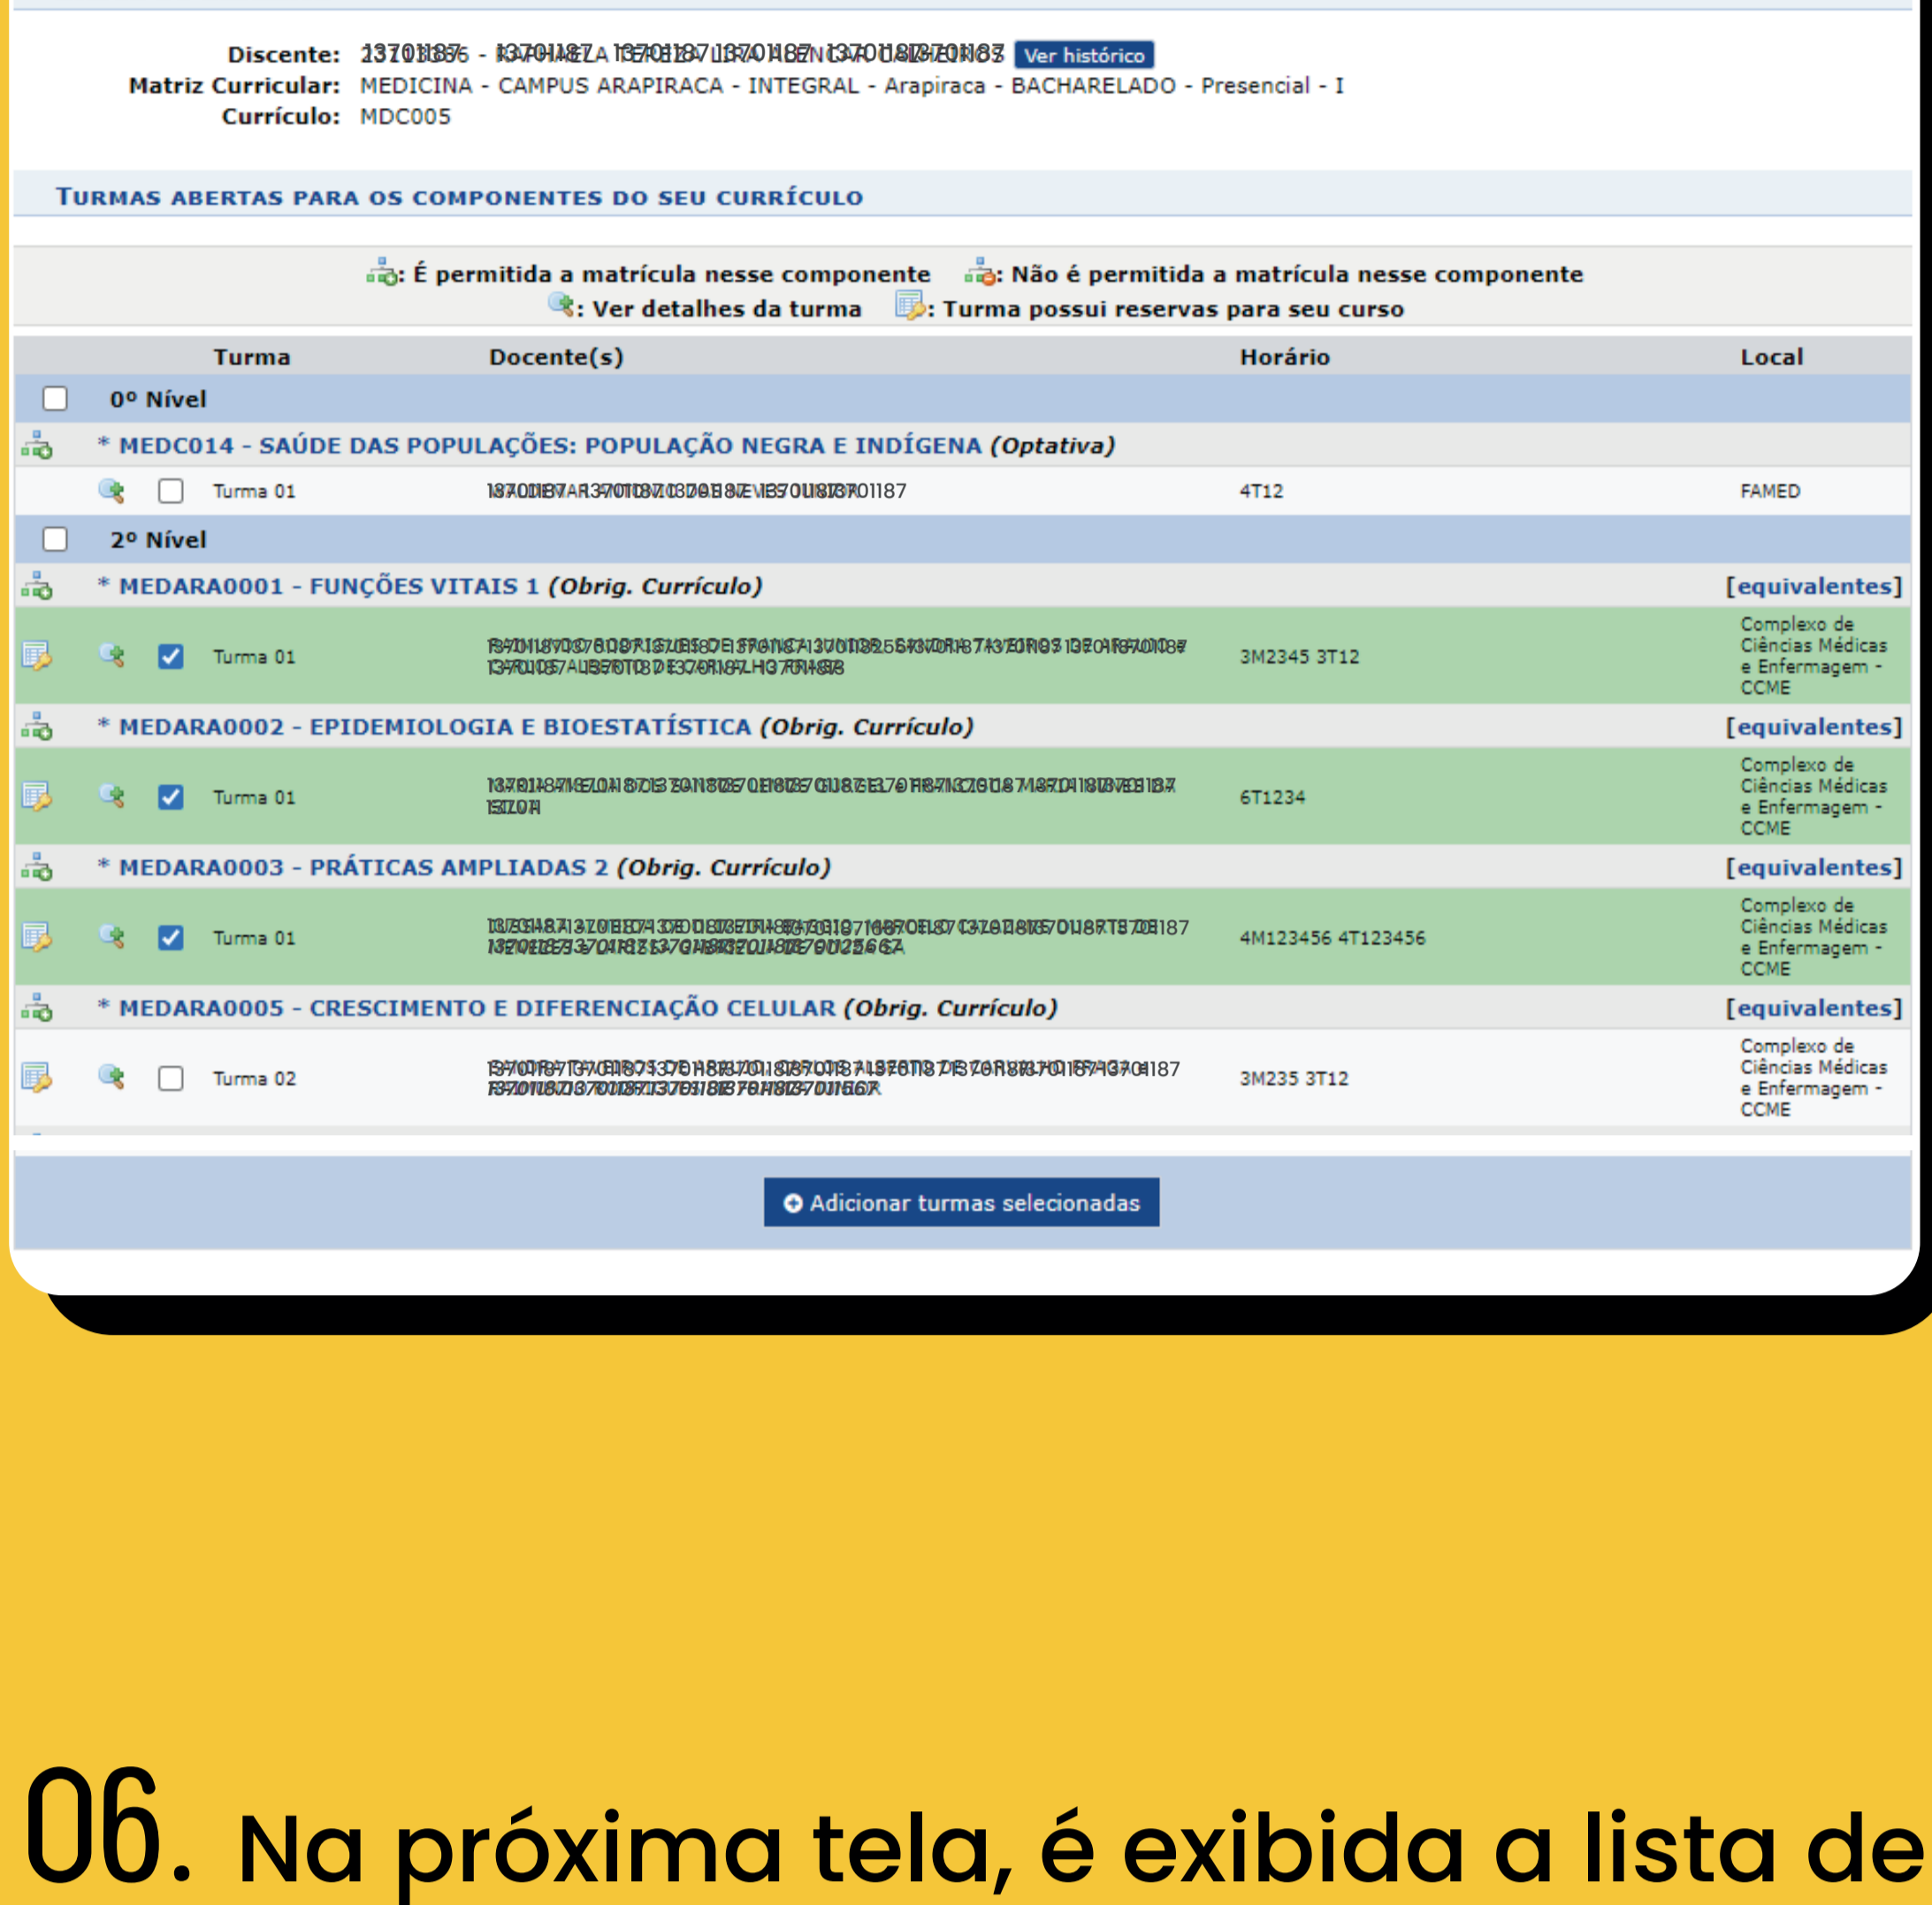 Discente:
Ver histórico
Matriz Curricular: MEDICINA - CAMPUS ARAPIRACA - INTEGRAL - Arapiraca - BACHARELADO - Presencial - I
Currículo: MDC005
TURMAS ABERTAS PARA OS COMPONENTES DO SEU CURRÍCULO
: É permitida a matrícula nesse componente : Não é permitida a matrícula nesse componente
: Ver detalhes da turma : Turma possui reservas para seu curso
Turma Docente(s) Horário Local
0º Nível
* MEDC014 - SAÚDE DAS POPULAÇÕES: POPULAÇÃO NEGRA E INDÍGENA (Optativa)
Turma 01 4T12 FAMED
2º Nível
* MEDARA0001 - FUNÇÕES VITAIS 1 (Obrig. Currículo) [equivalentes]
Turma 01 3M2345 3T12
Complexo de
Ciências Médicas
e Enfermagem -
CCME
* MEDARA0002 - EPIDEMIOLOGIA E BIOESTATÍSTICA (Obrig. Currículo) [equivalentes]
Turma 01 6T1234
Complexo de
Ciências Médicas
e Enfermagem -
CCME
* MEDARA0003 - PRÁTICAS AMPLIADAS 2 (Obrig. Currículo) [equivalentes]
Turma 01 4M123456 4T123456
Complexo de
Ciências Médicas
e Enfermagem -
CCME
* MEDARA0005 - CRESCIMENTO E DIFERENCIAÇÃO CELULAR (Obrig. Currículo) [equivalentes]
Turma 02 3M235 3T12
Complexo de
Ciências Médicas
e Enfermagem -
CCME
Adicionar turmas selecionadas
06. Na próxima tela, é exibida a lista de